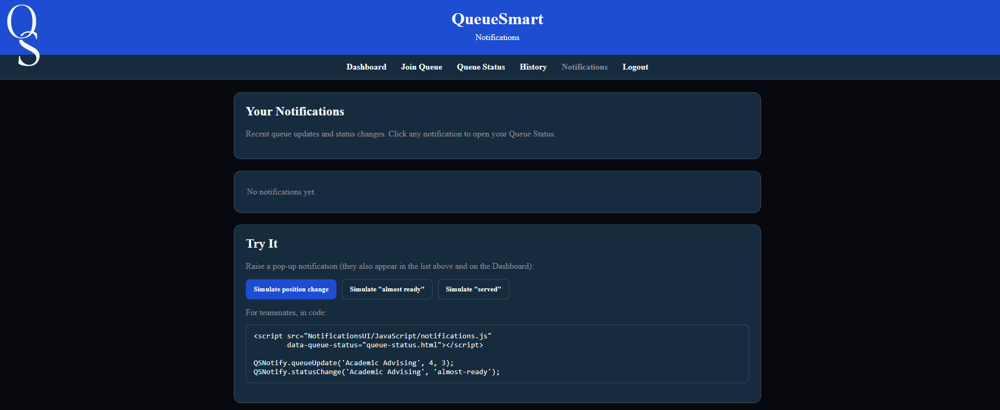 QS
QueueSmart
Notifications
Dashboard Join Queue Queue Status History Notifications Logout
Your Notifications
Recent queue updates and status changes. Click any notification to open your Queue Status.
No notifications yet.
Try It
Raise a pop-up notification (they also appear in the list above and on the Dashboard):
Simulate position change Simulate "almost ready" Simulate "served"
For teammates, in code:
<script src="NotificationsUI/JavaScript/notifications.js"
        data-queue-status="queue-status.html"></script>
QSNotify.queueUpdate('Academic Advising', 4, 3);
QSNotify.statusChange('Academic Advising', 'almost-ready');